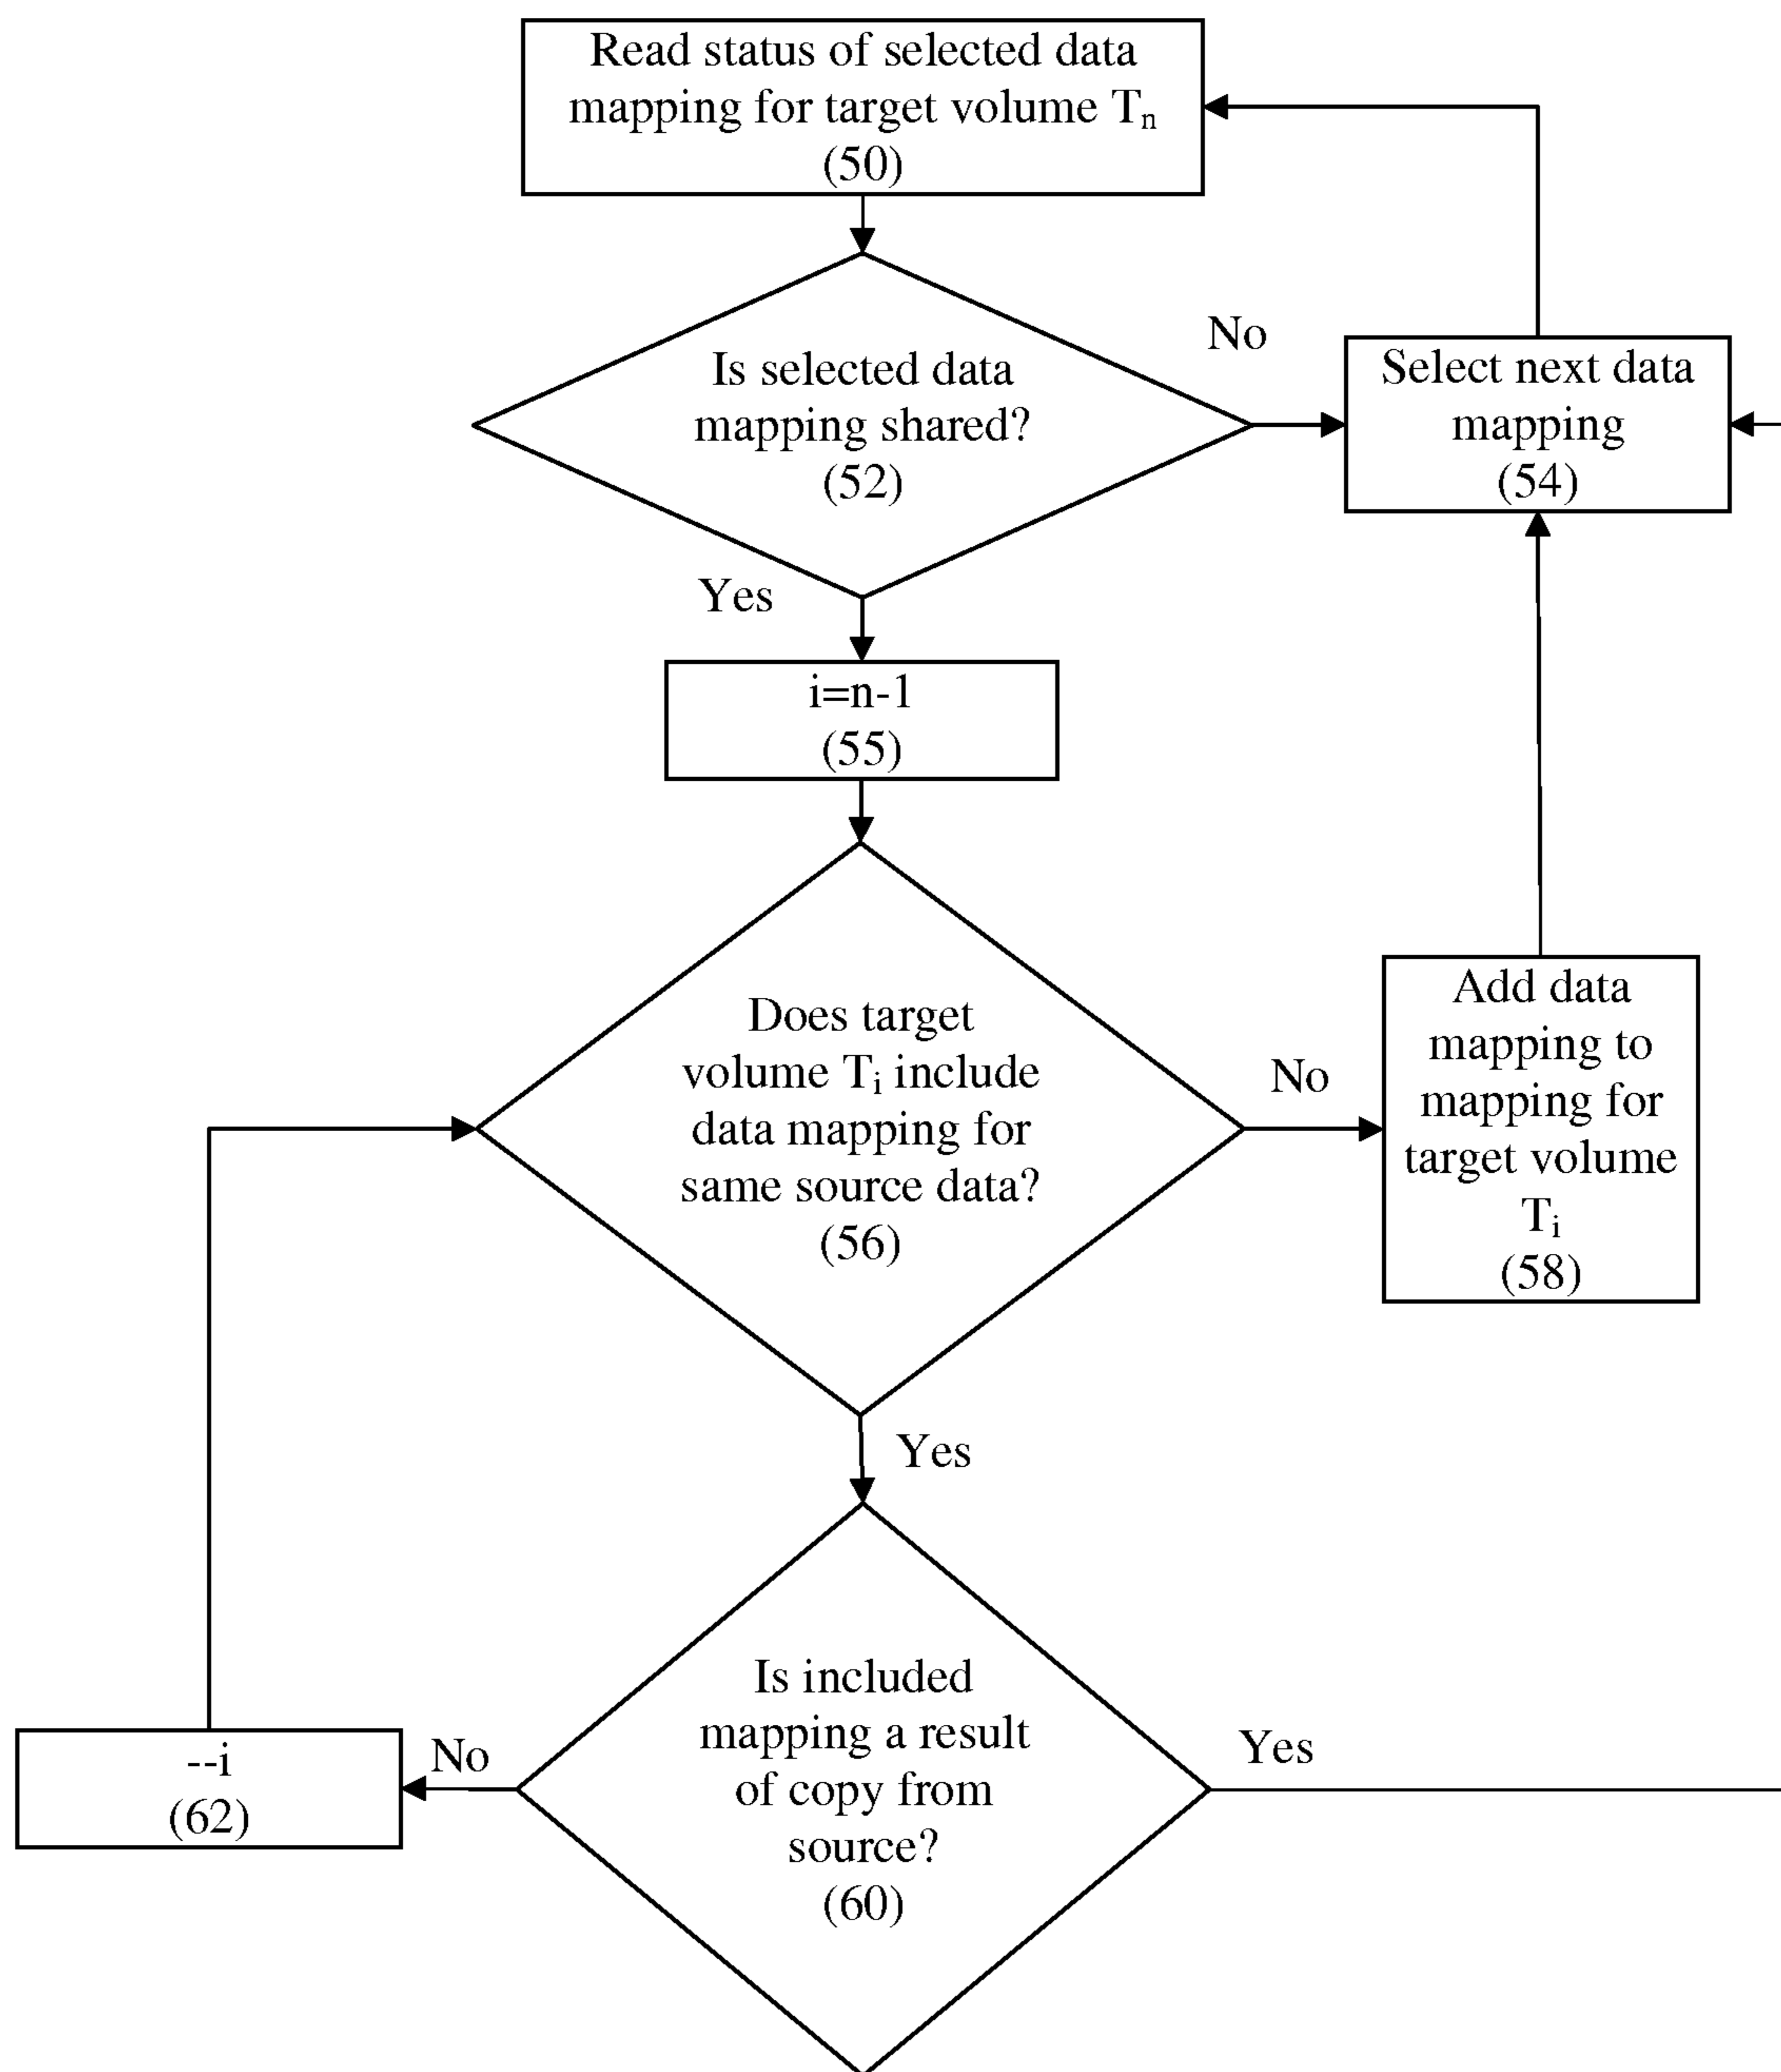 Read status of selected data
mapping for target volume Tn
(50)
Is selected data
mapping shared?
(52)
No
Select next data
mapping
(54)
Yes
i=n-1
(55)
Does target
volume Ti include
data mapping for
same source data?
(56)
No
Add data
mapping to
mapping for
target volume
Ti
(58)
Yes
Is included
mapping a result
of copy from
source?
(60)
No
--i
(62)
Yes